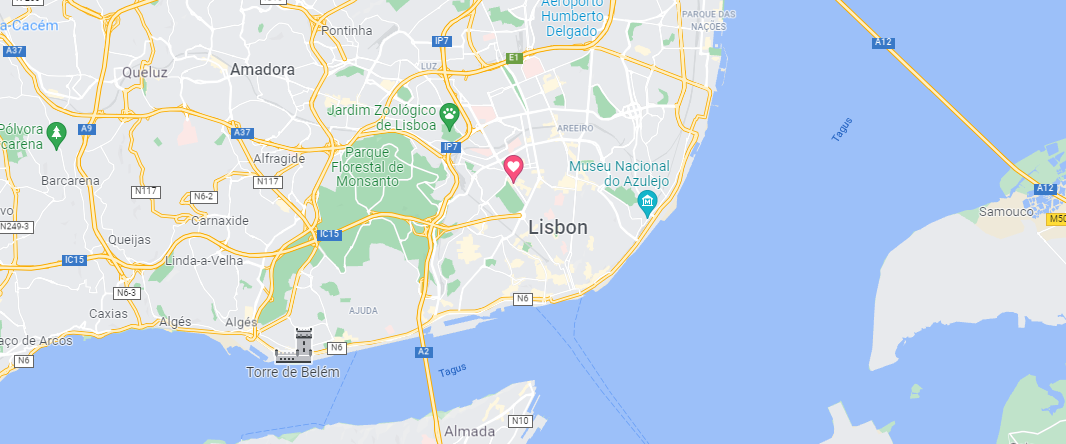 a-Cacém
A37
Queluz
Amadora
Pontinha
IP7
LUZ
E1
Aeroporto
Humberto
Delgado
PARQUE DAS
NAÇÕES
A12
Tagus
Pólvora
carena
A9
A37
Jardim Zoológico
de Lisboa
IP7
AREEIRO
Alfragide
Parque
Florestal de
Monsanto
Barcarena
N117
N6-2
N117
Museu Nacional
do Azulejo
A12
Samouco
M50
vo
N249-3
Carnaxide
Queijas
IC15
Lisbon
IC15
Linda-a-Velha
N6-3
Caxias
Algés
Algés
AJUDA
N6
aço de Arcos
N6
N6
A2
Torre de Belém
Tagus
Almada
N10